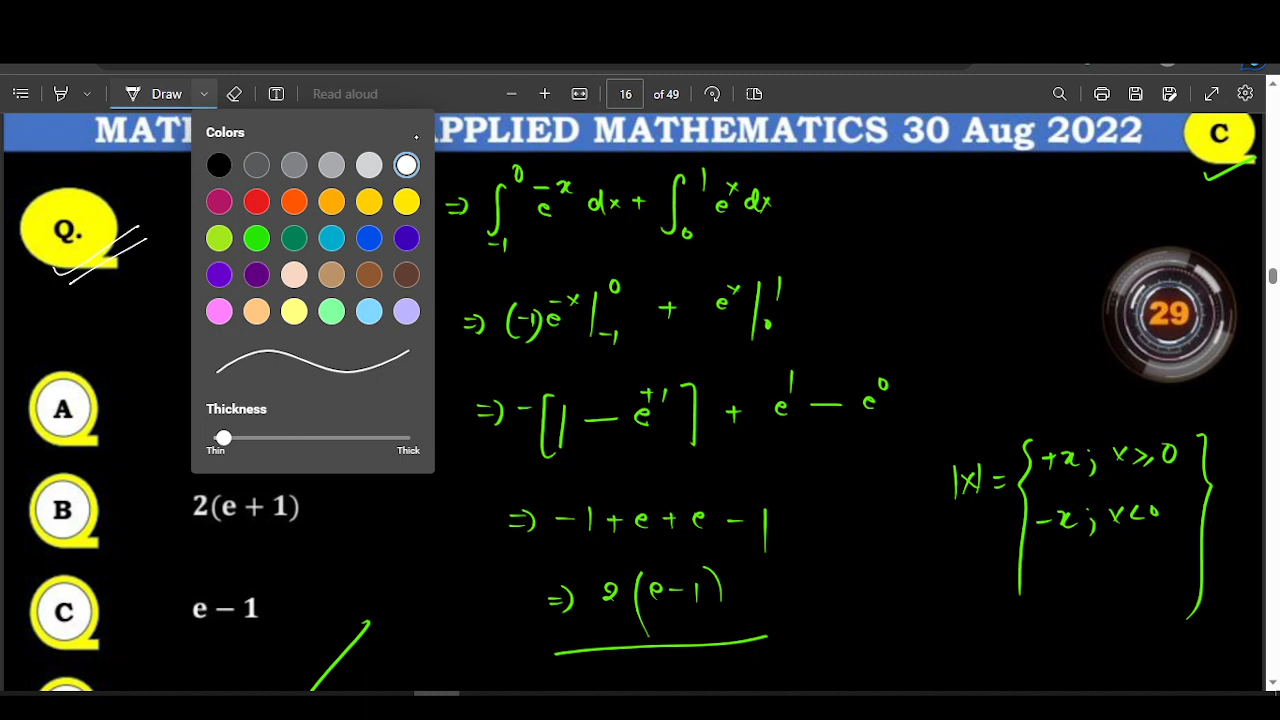 Draw
Read aloud
16 of 49
MAT
APPLIED MATHEMATICS 30 Aug 2022
C
Colors
Thickness
Thin
Thick
Q.
29
A
B
2(e + 1)
C
e − 1
⇒ ∫₋₁⁰ e⁻ˣ dx + ∫₀¹ eˣ dx
⇒ (-1)e⁻ˣ|₋₁⁰ + eˣ|₀¹
⇒ -[1 − e⁺¹] + e¹ − e⁰
⇒ -1 + e + e - 1
⇒ 2(e-1)
|x| = { +x; x ≥ 0
-x; x < 0 }